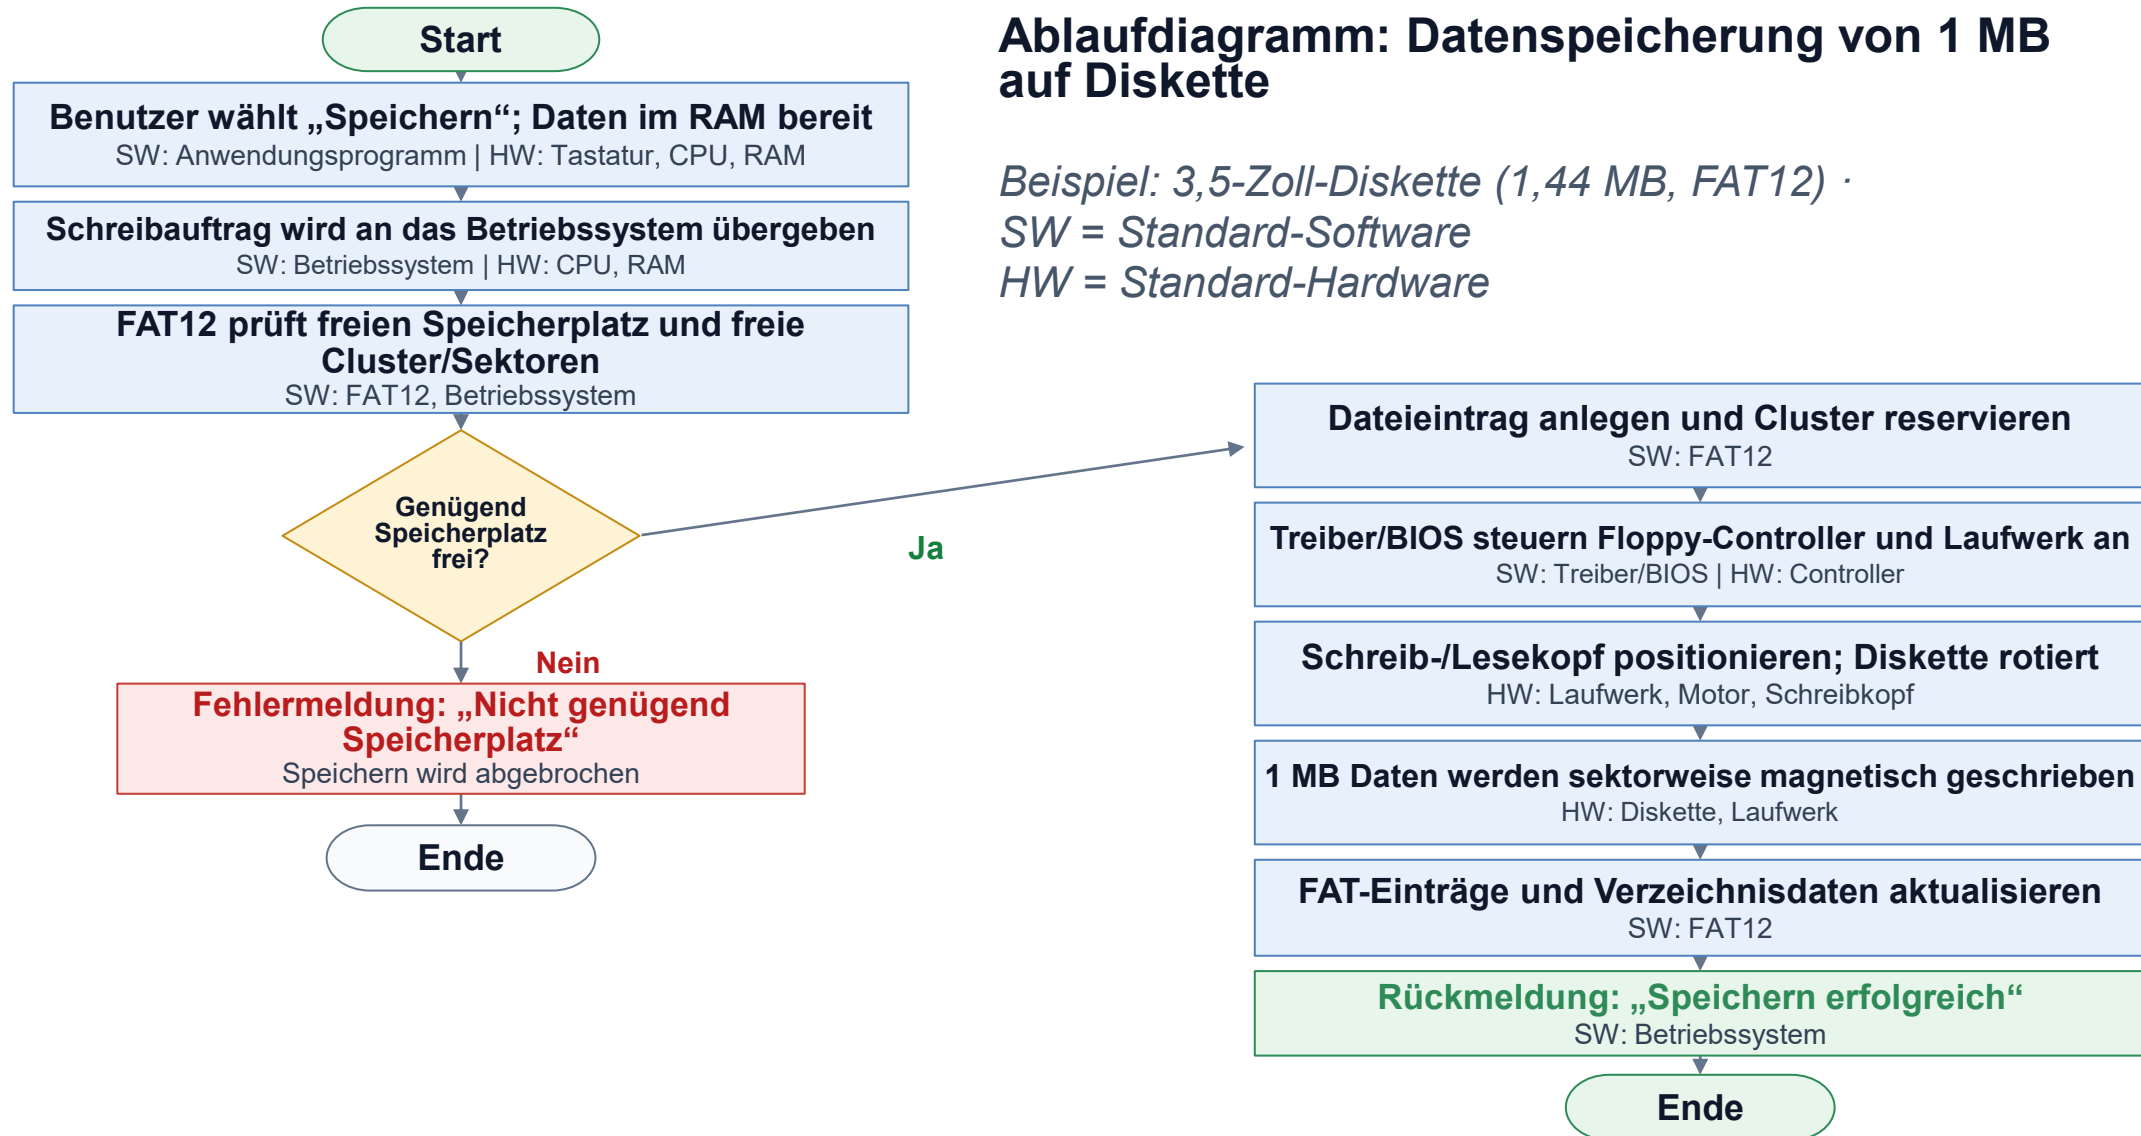 Ablaufdiagramm: Datenspeicherung von 1 MB
auf Diskette
Beispiel: 3,5-Zoll-Diskette (1,44 MB, FAT12) ·
SW = Standard-Software
HW = Standard-Hardware
Start
Benutzer wählt „Speichern“; Daten im RAM bereit
SW: Anwendungsprogramm | HW: Tastatur, CPU, RAM
Schreibauftrag wird an das Betriebssystem übergeben
SW: Betriebssystem | HW: CPU, RAM
FAT12 prüft freien Speicherplatz und freie
Cluster/Sektoren
SW: FAT12, Betriebssystem
Genügend
Speicherplatz
frei?
Nein
Fehlermeldung: „Nicht genügend
Speicherplatz“
Speichern wird abgebrochen
Ende
Ja
Dateieintrag anlegen und Cluster reservieren
SW: FAT12
Treiber/BIOS steuern Floppy-Controller und Laufwerk an
SW: Treiber/BIOS | HW: Controller
Schreib-/Lesekopf positionieren; Diskette rotiert
HW: Laufwerk, Motor, Schreibkopf
1 MB Daten werden sektorweise magnetisch geschrieben
HW: Diskette, Laufwerk
FAT-Einträge und Verzeichnisdaten aktualisieren
SW: FAT12
Rückmeldung: „Speichern erfolgreich“
SW: Betriebssystem
Ende